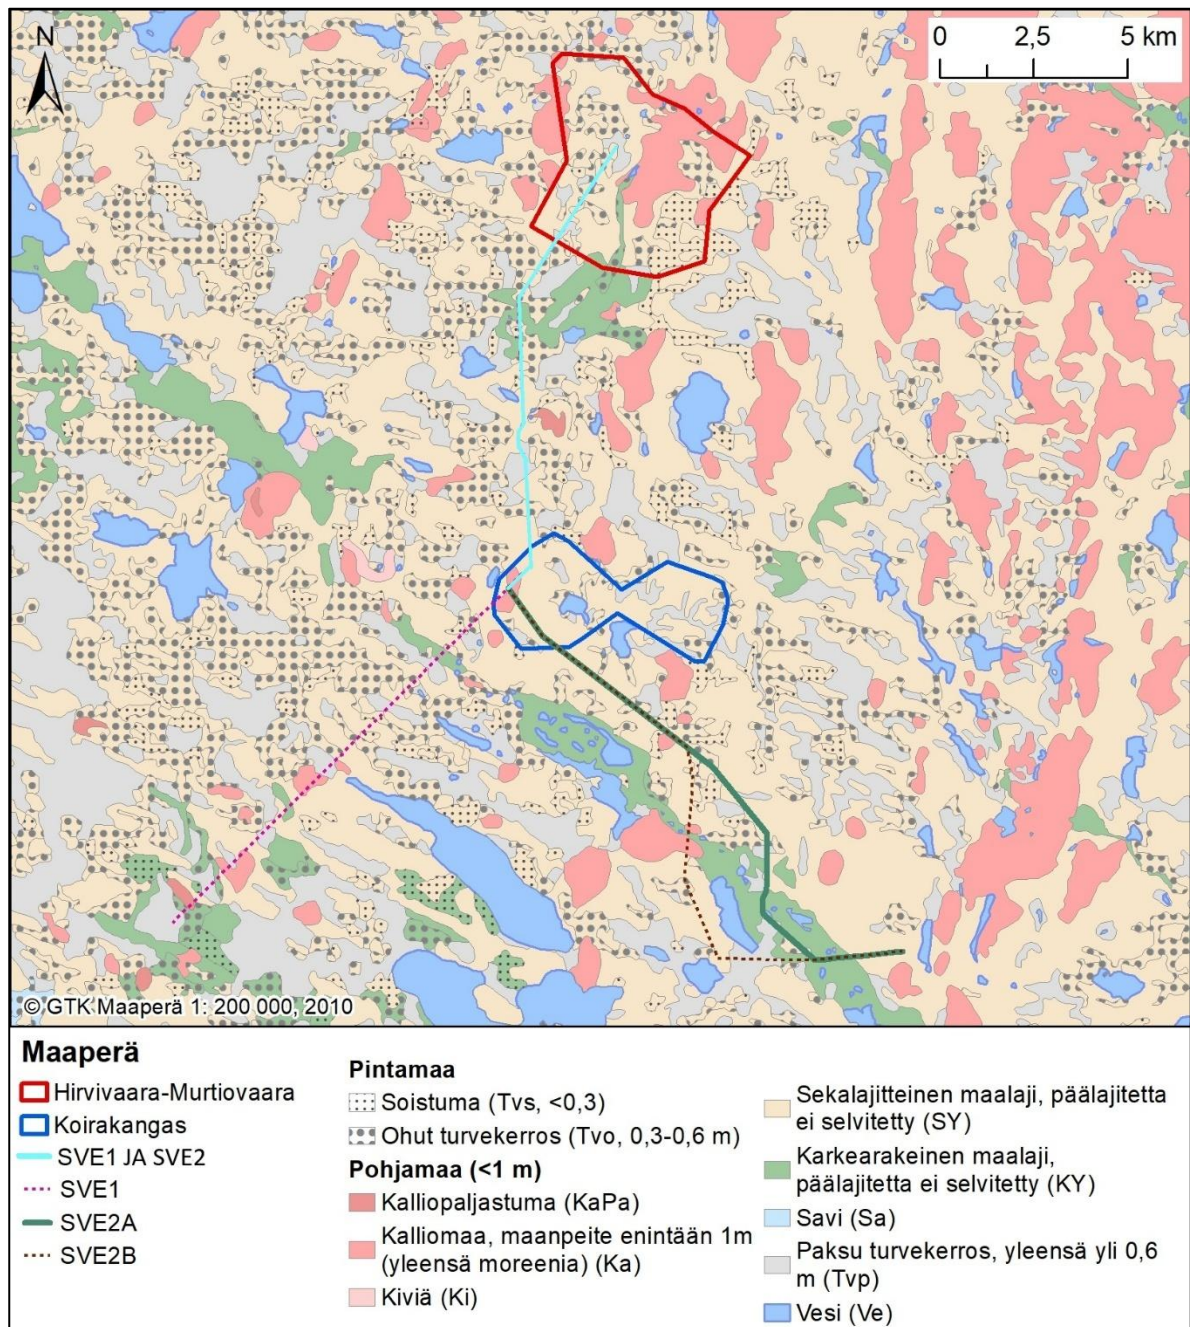 N
0 2,5 5 km
© GTK Maaperä 1: 200 000, 2010
Maaperä
Hirvivaara-Murtiovaara
Koirakangas
SVE1 JA SVE2
SVE1
SVE2A
SVE2B
Pintamaa
Soistuma (Tvs, <0,3)
Ohut turvekerros (Tvo, 0,3-0,6 m)
Pohjamaa (<1 m)
Kalliopaljastuma (KaPa)
Kalliomaa, maanpeite enintään 1m
(yleensä moreenia) (Ka)
Kiviä (Ki)
Sekalajitteinen maalaji, päälajitetta
ei selvitetty (SY)
Karkearakeinen maalaji,
päälajitetta ei selvitetty (KY)
Savi (Sa)
Paksu turvekerros, yleensä yli 0,6
m (Tvp)
Vesi (Ve)